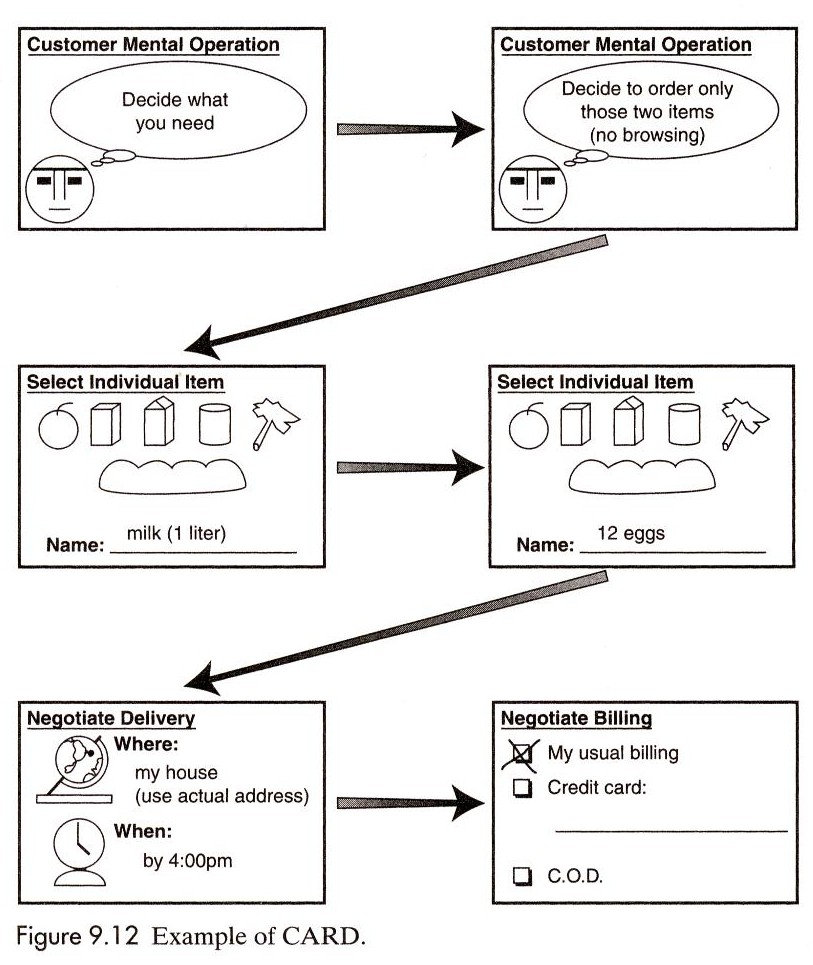 Customer Mental Operation
Decide what
you need
Customer Mental Operation
Decide to order only
those two items
(no browsing)
Select Individual Item
milk (1 liter)
Name:
Select Individual Item
12 eggs
Name:
Negotiate Delivery
Where:
my house
(use actual address)
When:
by 4:00pm
Negotiate Billing
My usual billing
Credit card:
C.O.D.
Figure 9.12 Example of CARD.